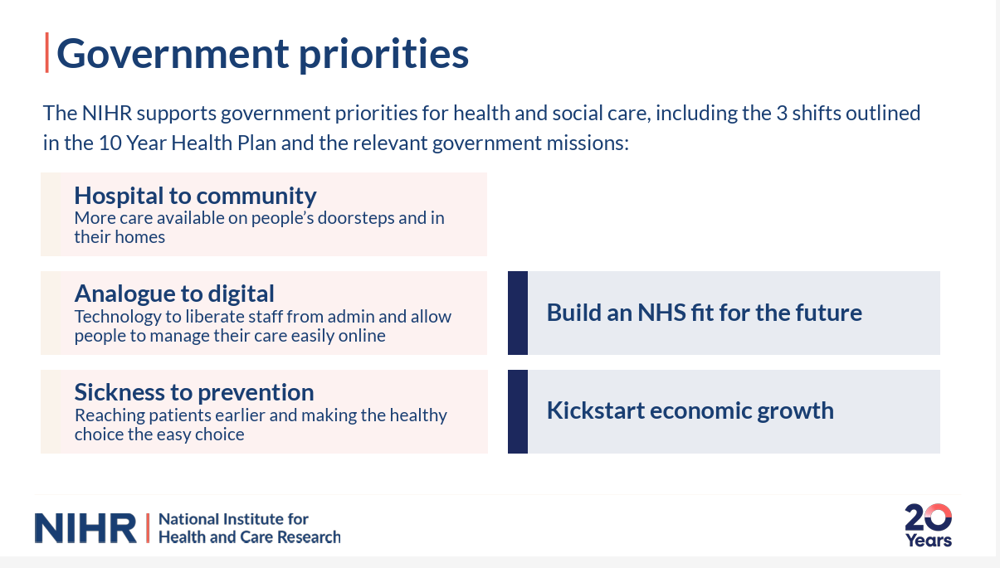 Government priorities
The NIHR supports government priorities for health and social care, including the 3 shifts outlined
in the 10 Year Health Plan and the relevant government missions:
Hospital to community
More care available on people’s doorsteps and in
their homes
Analogue to digital
Technology to liberate staff from admin and allow
people to manage their care easily online
Sickness to prevention
Reaching patients earlier and making the healthy
choice the easy choice
Build an NHS fit for the future
Kickstart economic growth
NIHR
National Institute for
Health and Care Research
20
Years